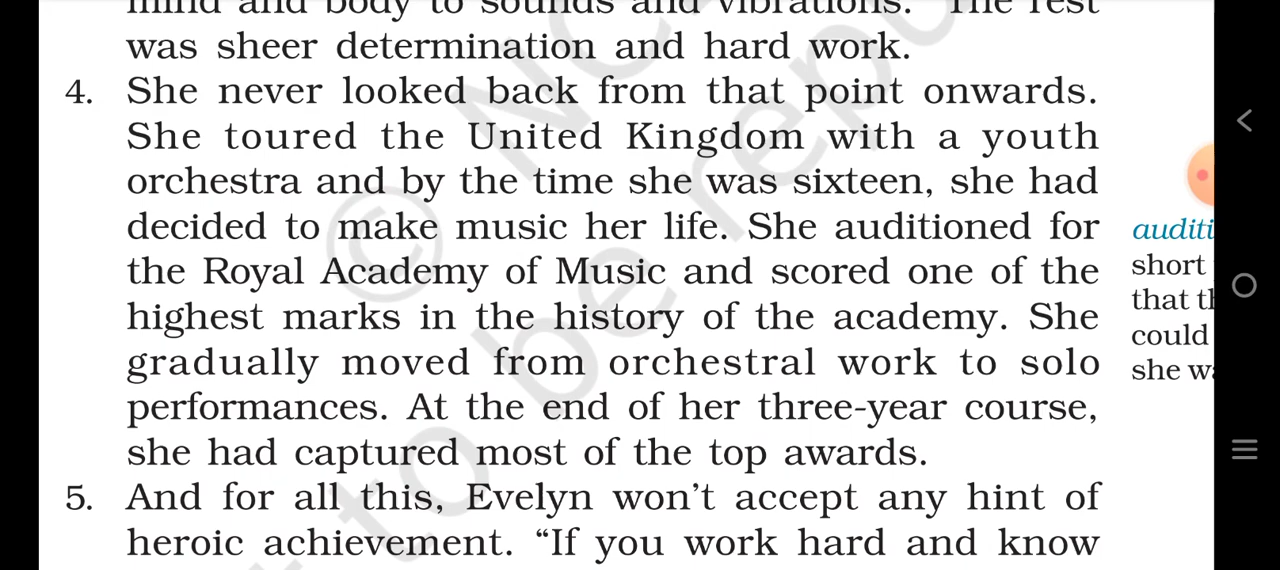 was sheer determination and hard work.
4. She never looked back from that point onwards.
She toured the United Kingdom with a youth
orchestra and by the time she was sixteen, she had
decided to make music her life. She auditioned for
the Royal Academy of Music and scored one of the
highest marks in the history of the academy. She
gradually moved from orchestral work to solo
performances. At the end of her three-year course,
she had captured most of the top awards.
5. And for all this, Evelyn won’t accept any hint of
heroic achievement. “If you work hard and know
auditi
short
that th
could
she wa